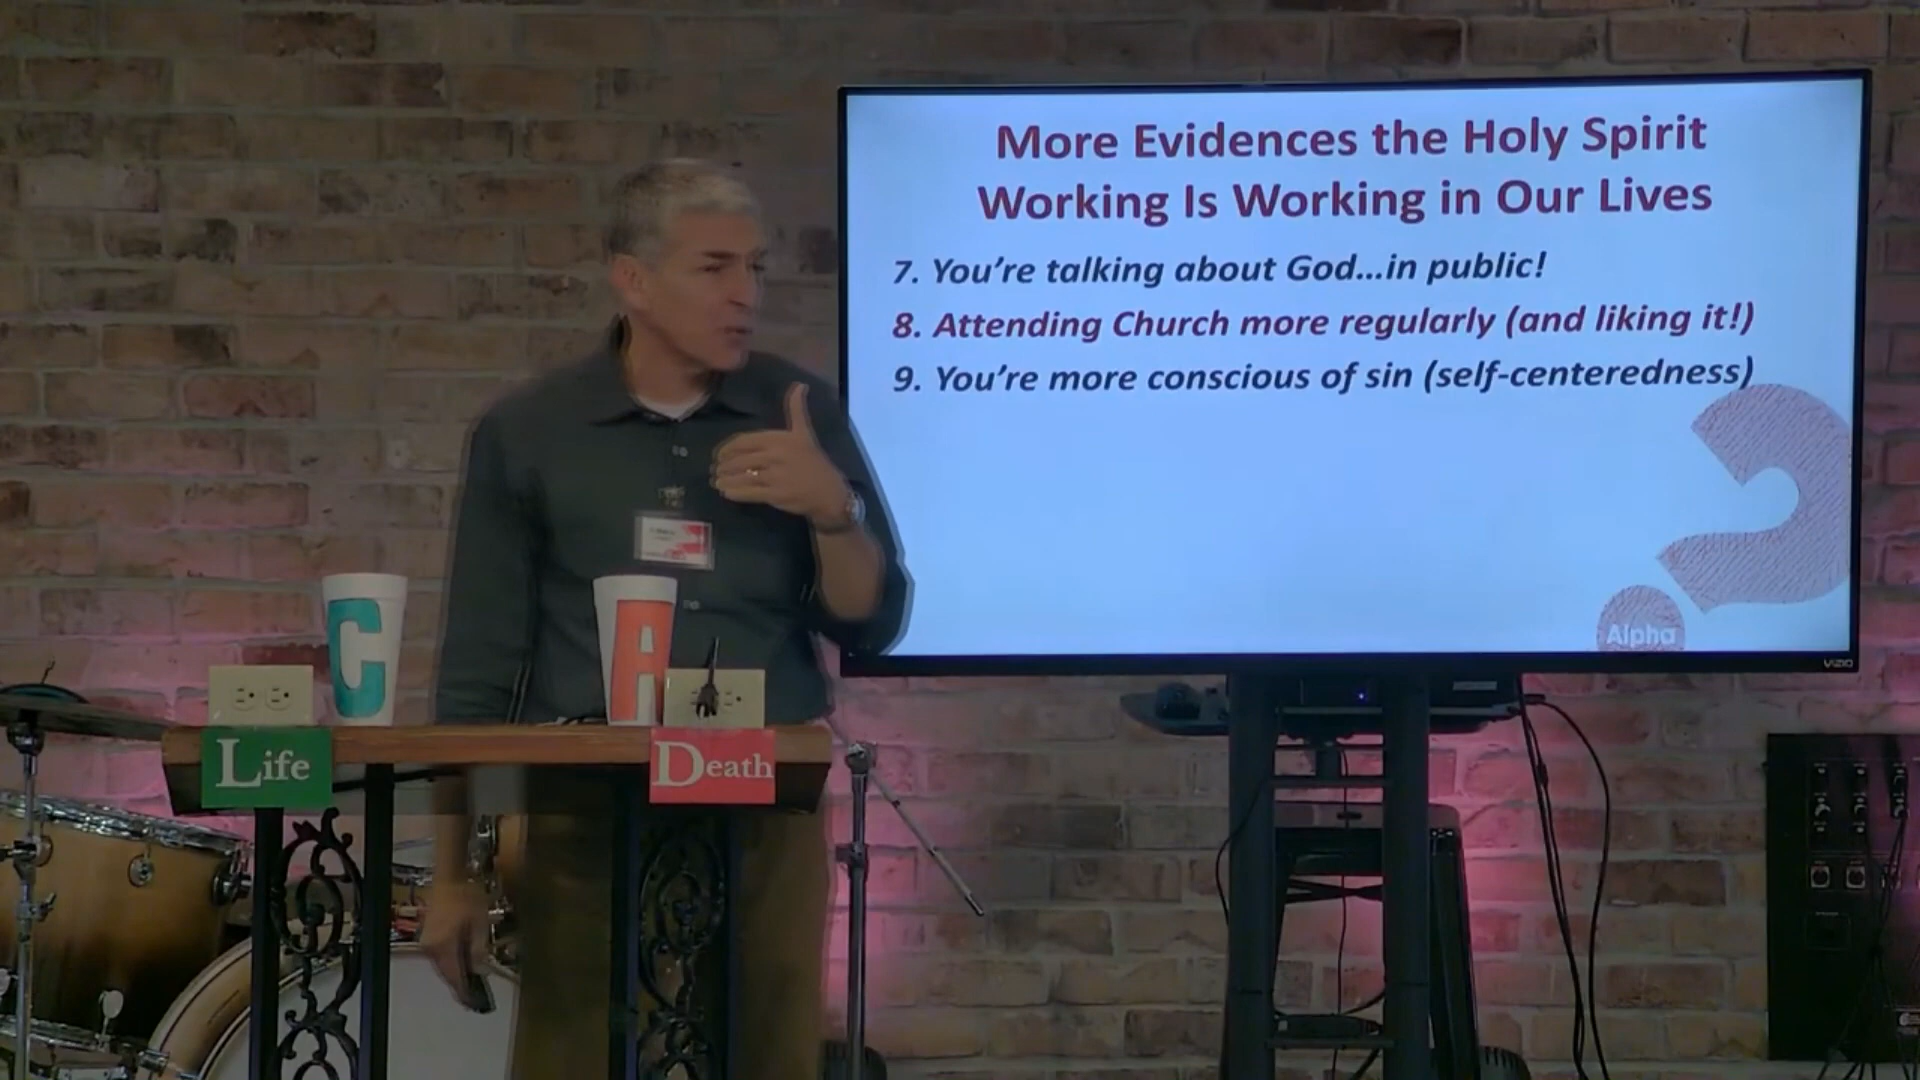 More Evidences the Holy Spirit
Working Is Working in Our Lives
7. You're talking about God...in public!
8. Attending Church more regularly (and liking it!)
9. You're more conscious of sin (self-centeredness)
Alpha
VIZIO
C
A
Life
Death